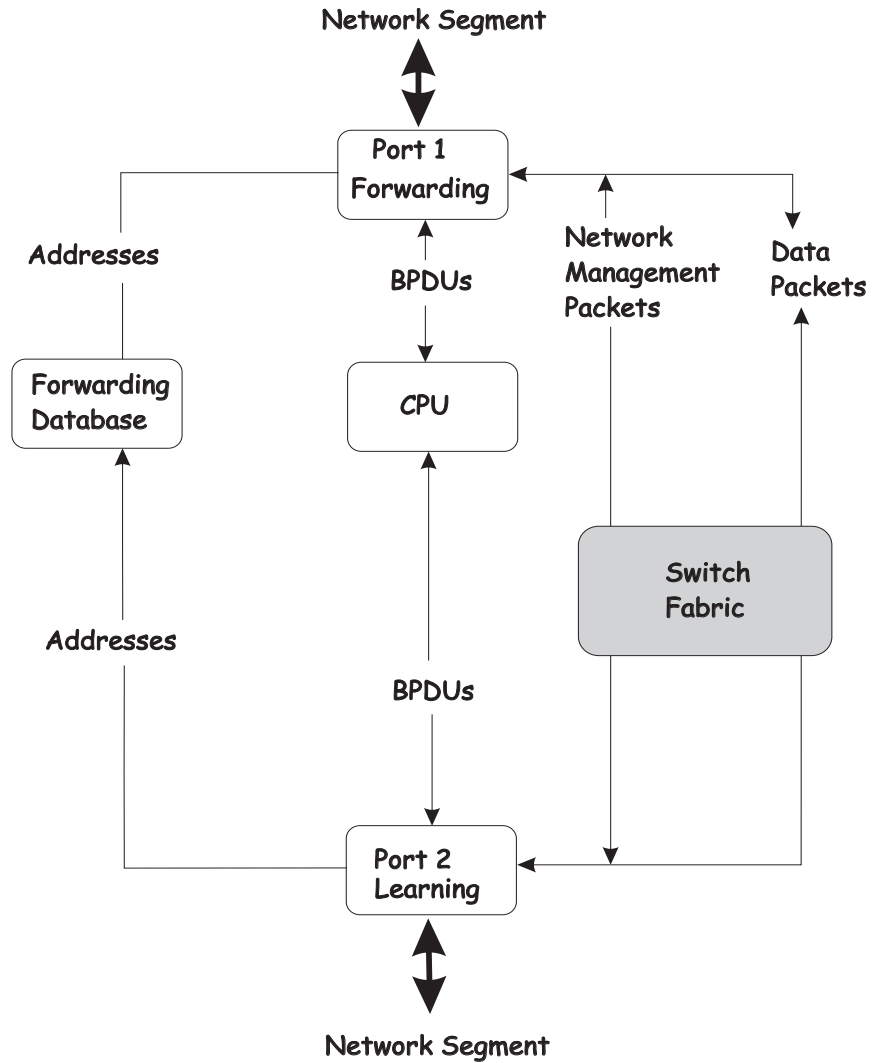 Network Segment
Port 1
Forwarding
Addresses
BPDUs
Network
Management
Packets
Data
Packets
Forwarding
Database
CPU
Switch
Fabric
Addresses
BPDUs
Port 2
Learning
Network Segment